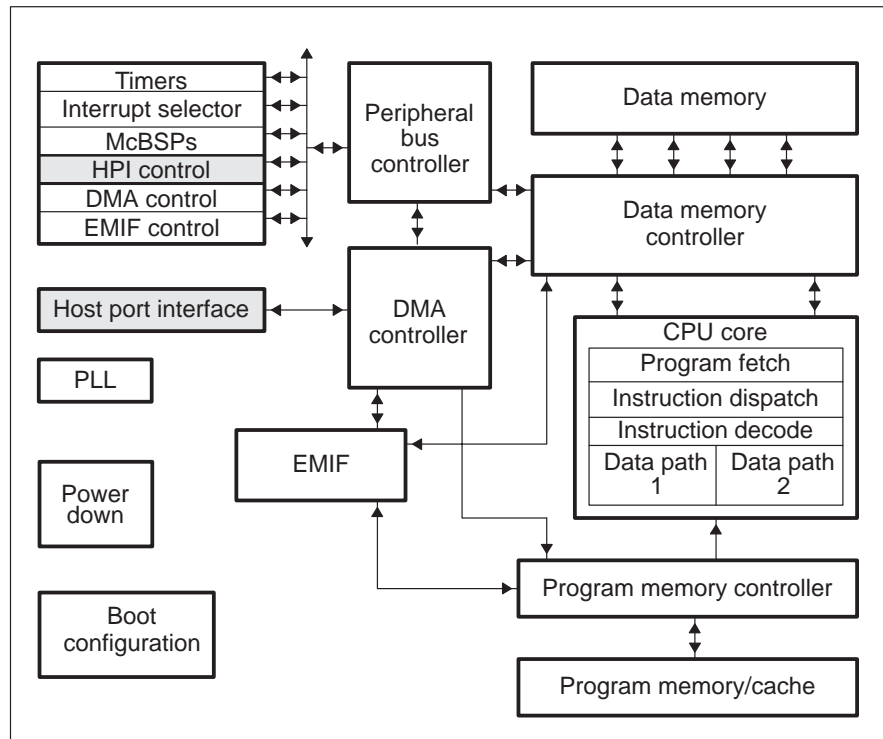 Timers
Interrupt selector
McBSPs
HPI control
DMA control
EMIF control
Peripheral
bus
controller
Data memory
Data memory
controller
Host port interface
DMA
controller
CPU core
Program fetch
Instruction dispatch
Instruction decode
Data path
1
Data path
2
PLL
EMIF
Power
down
Program memory controller
Boot
configuration
Program memory/cache